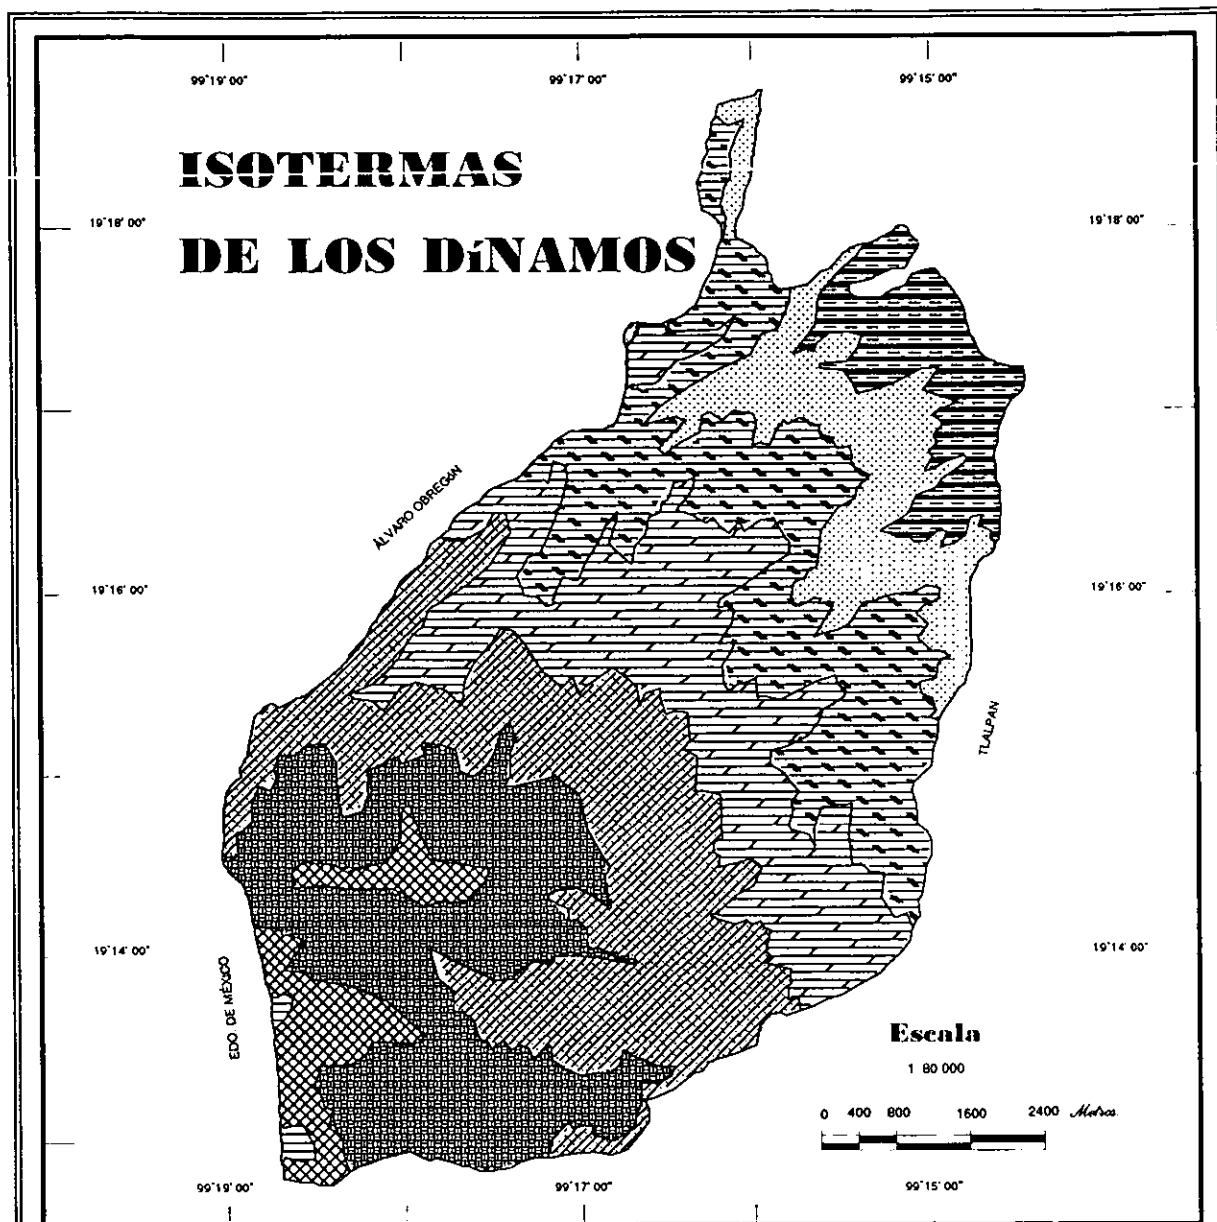 99°19' 00"
99°17' 00"
99°15' 00"
ISOTERMAS
DE LOS DíNAMOS
19°18' 00"
19°18' 00"
ÁLVARO OBREGóN
19°16' 00"
19°16' 00"
TLALPAN
19°14' 00"
19°14' 00"
EDO. DE MÉXICO
Escala
1 80 000
0 400 800 1600 2400 Metros.
99°19' 00"
99°17' 00"
99°15' 00"